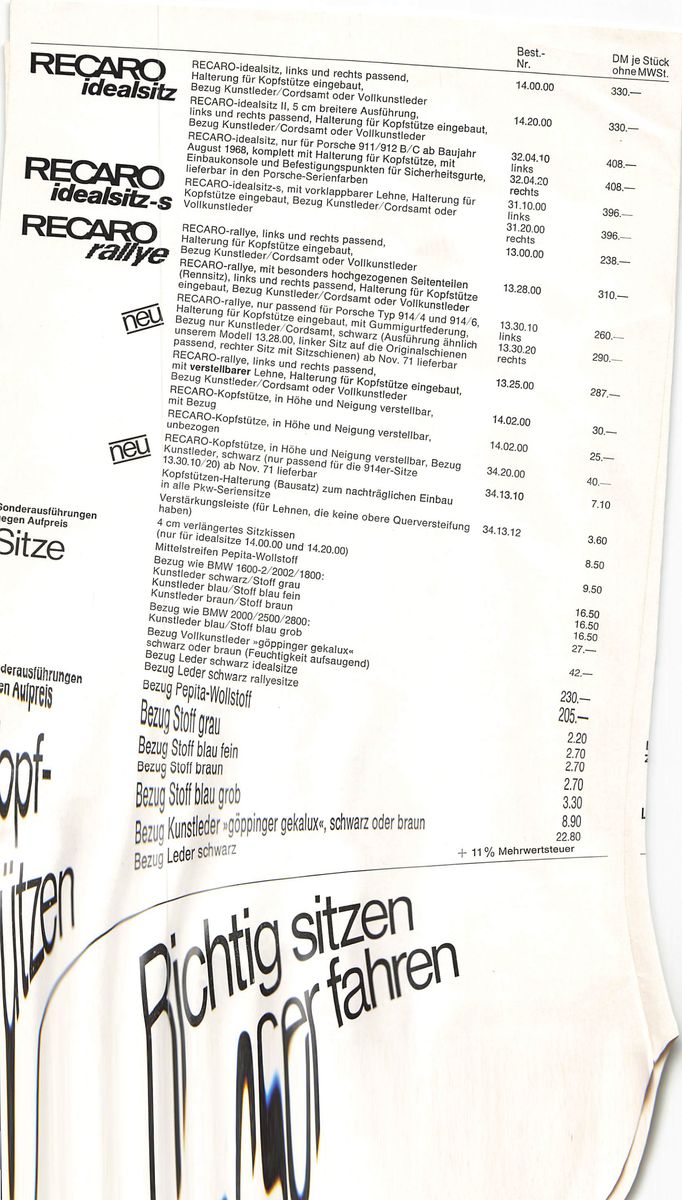 Best.-
Nr.
DM je Stück
ohne MWSt.
RECARO
idealsitz
RECARO-idealsitz, links und rechts passend,
Halterung für Kopfstütze eingebaut,
Bezug Kunstleder/Cordsamt oder Vollkunstleder
14.00.00
330.—
RECARO-idealsitz II, 5 cm breitere Ausführung,
links und rechts passend, Halterung für Kopfstütze eingebaut,
Bezug Kunstleder/Cordsamt oder Vollkunstleder
14.20.00
330.—
RECARO-idealsitz, nur für Porsche 911/912 B/C ab Baujahr
August 1968, komplett mit Halterung für Kopfstütze, mit
Einbaukonsole und Befestigungspunkten für Sicherheitsgurte,
lieferbar in den Porsche-Serienfarben
32.04.10
links
408.—
32.04.20
rechts
408.—
RECARO
idealsitz-s
RECARO-idealsitz-s, mit vorklappbarer Lehne, Halterung für
Kopfstütze eingebaut, Bezug Kunstleder/Cordsamt oder
Vollkunstleder
31.10.00
links
396.—
31.20.00
rechts
396.—
RECARO
rallye
RECARO-rallye, links und rechts passend,
Halterung für Kopfstütze eingebaut,
Bezug Kunstleder/Cordsamt oder Vollkunstleder
13.00.00
238.—
RECARO-rallye, mit besonders hochgezogenen Seitenteilen
(Rennsitz), links und rechts passend, Halterung für Kopfstütze
eingebaut, Bezug Kunstleder/Cordsamt oder Vollkunstleder
13.28.00
310.—
neu
RECARO-rallye, nur passend für Porsche Typ 914/4 und 914/6,
Halterung für Kopfstütze eingebaut, mit Gummigurtfederung,
Bezug nur Kunstleder/Cordsamt, schwarz (Ausführung ähnlich
unserem Modell 13.28.00, linker Sitz auf die Originalschienen
passend, rechter Sitz mit Sitzschienen) ab Nov. 71 lieferbar
13.30.10
links
260.—
13.30.20
rechts
290.—
RECARO-rallye, links und rechts passend,
mit verstellbarer Lehne, Halterung für Kopfstütze eingebaut,
Bezug Kunstleder/Cordsamt oder Vollkunstleder
13.25.00
287.—
RECARO-Kopfstütze, in Höhe und Neigung verstellbar,
mit Bezug
14.02.00
30.—
RECARO-Kopfstütze, in Höhe und Neigung verstellbar,
unbezogen
14.02.00
25.—
neu
RECARO-Kopfstütze, in Höhe und Neigung verstellbar, Bezug
Kunstleder, schwarz (nur passend für die 914er-Sitze
13.30.10/20) ab Nov. 71 lieferbar
34.20.00
40.—
Kopfstützen-Halterung (Bausatz) zum nachträglichen Einbau
in alle Pkw-Seriensitze
34.13.10
7.10
Verstärkungsleiste (für Lehnen, die keine obere Querversteifung
haben)
34.13.12
3.60
Sonderausführungen
gegen Aufpreis
Sitze
4 cm verlängertes Sitzkissen
(nur für idealsitze 14.00.00 und 14.20.00)
8.50
Mittelstreifen Pepita-Wollstoff
9.50
Bezug wie BMW 1600-2/2002/1800:
Kunstleder schwarz/Stoff grau
16.50
Kunstleder blau/Stoff blau fein
16.50
Kunstleder braun/Stoff braun
16.50
Bezug wie BMW 2000/2500/2800:
Kunstleder blau/Stoff blau grob
27.—
Bezug Vollkunstleder »göppinger gekalux«
schwarz oder braun (Feuchtigkeit aufsaugend)
42.—
Bezug Leder schwarz idealsitze
230.—
Bezug Leder schwarz rallyesitze
205.—
derausführungen
en Aufpreis
opf-
ützen
Bezug Pepita-Wollstoff
2.20
Bezug Stoff grau
2.70
Bezug Stoff blau fein
2.70
Bezug Stoff braun
2.70
Bezug Stoff blau grob
3.30
Bezug Kunstleder »göppinger gekalux«, schwarz oder braun
8.90
Bezug Leder schwarz
22.80
+ 11% Mehrwertsteuer
Richtig sitzen
fahren